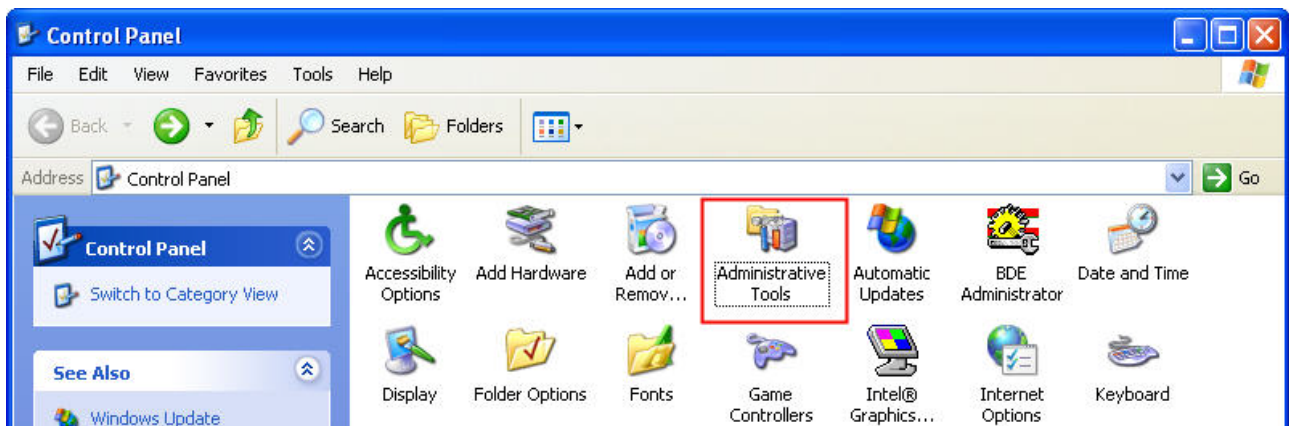 Control Panel
File Edit View Favorites Tools Help
Back Search Folders
Address Control Panel Go
Control Panel
Switch to Category View
See Also
Windows Update
Accessibility Options
Add Hardware
Add or Remov...
Administrative Tools
Automatic Updates
BDE Administrator
Date and Time
Display
Folder Options
Fonts
Game Controllers
Intel® Graphics...
Internet Options
Keyboard